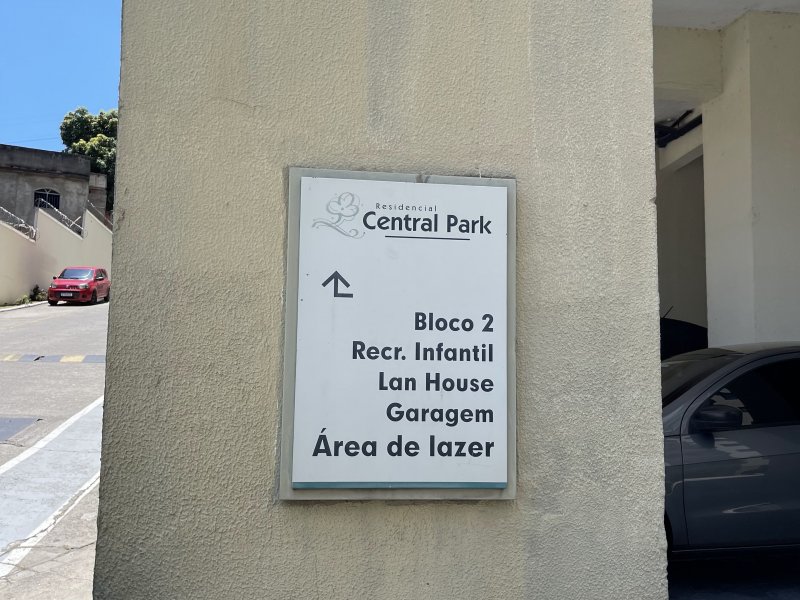 Residencial
Central Park
Bloco 2
Recr. Infantil
Lan House
Garagem
Área de lazer